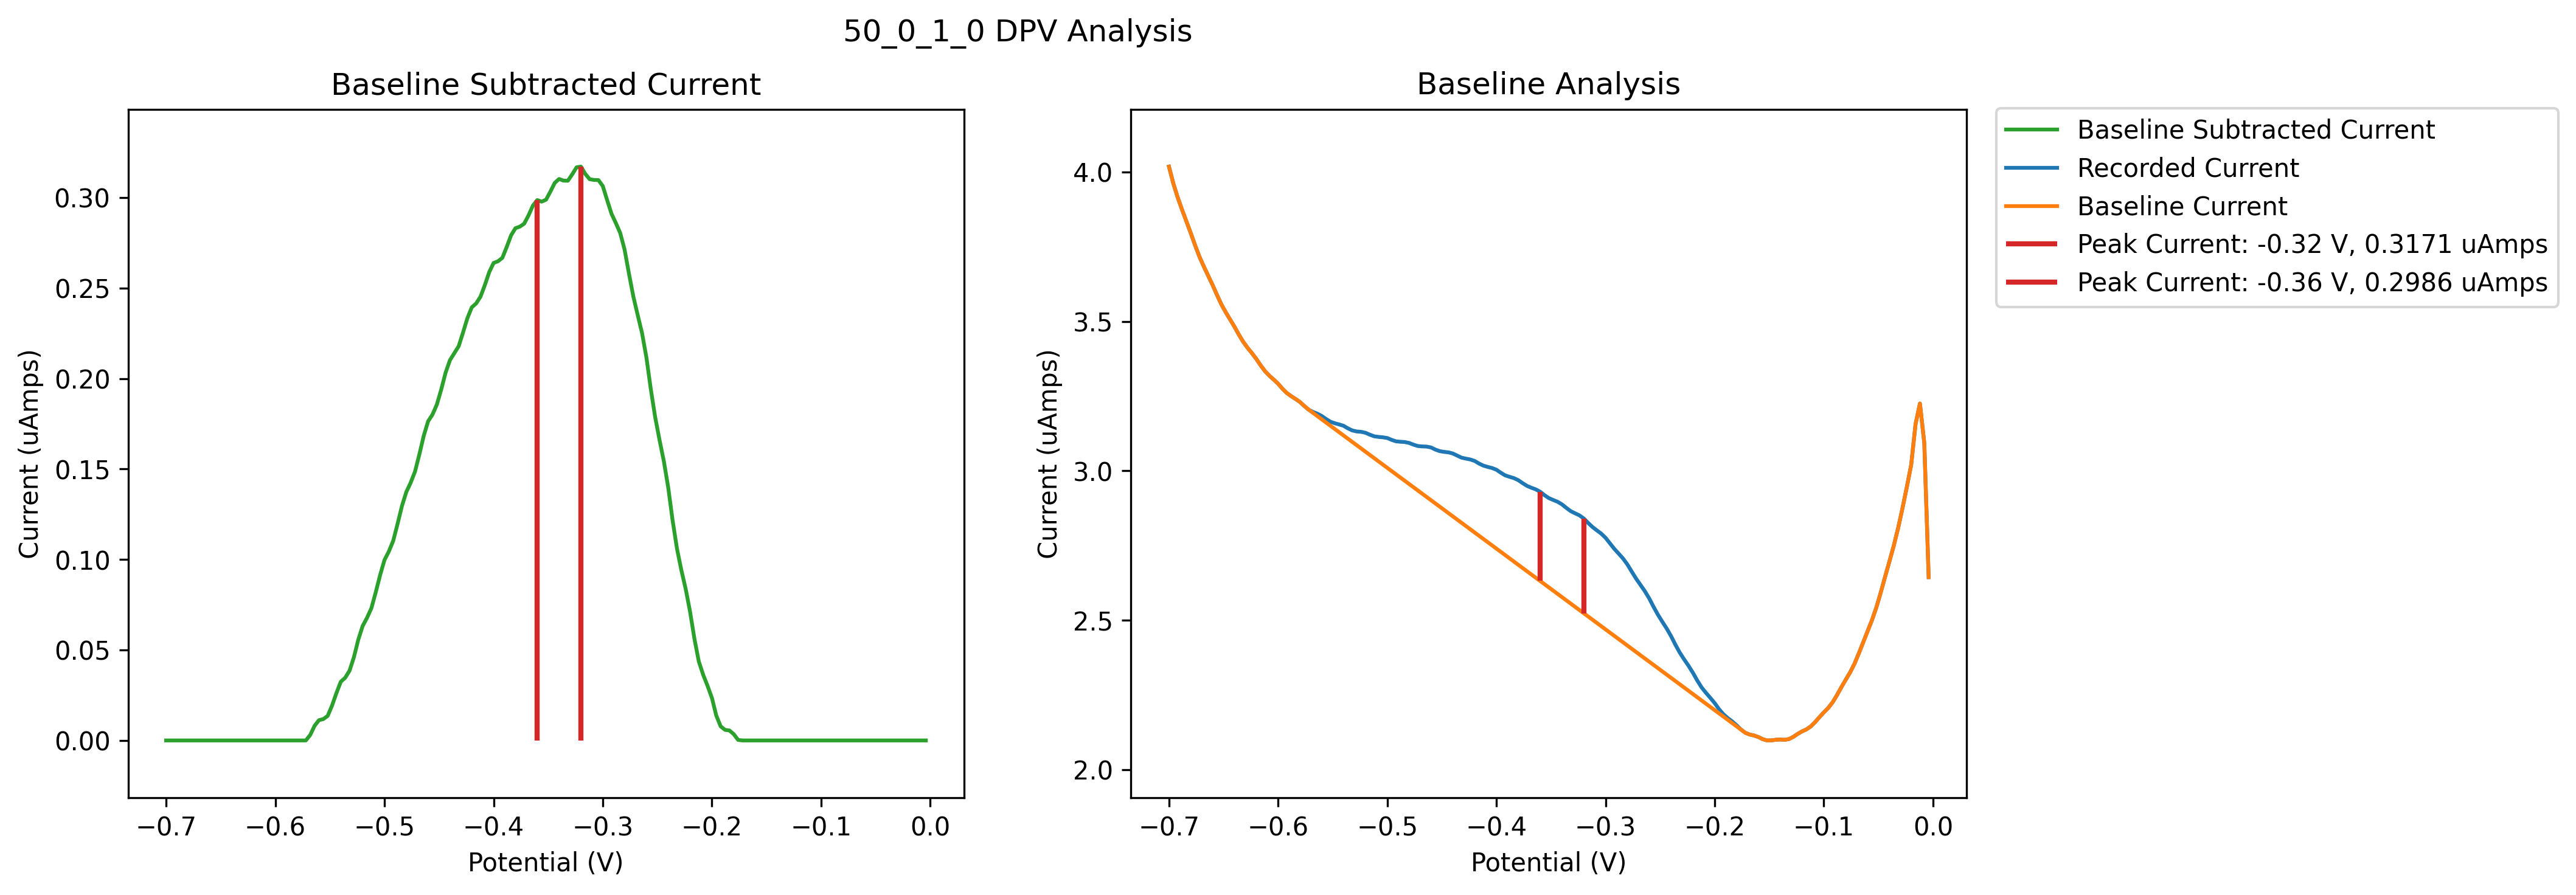 50_0_1_0 DPV Analysis
Baseline Subtracted Current
Current (uAmps)
0.30
0.25
0.20
0.15
0.10
0.05
0.00
−0.7 −0.6 −0.5 −0.4 −0.3 −0.2 −0.1 0.0
Potential (V)
Baseline Analysis
Current (uAmps)
4.0
3.5
3.0
2.5
2.0
−0.7 −0.6 −0.5 −0.4 −0.3 −0.2 −0.1 0.0
Potential (V)
Baseline Subtracted Current
Recorded Current
Baseline Current
Peak Current: -0.32 V, 0.3171 uAmps
Peak Current: -0.36 V, 0.2986 uAmps